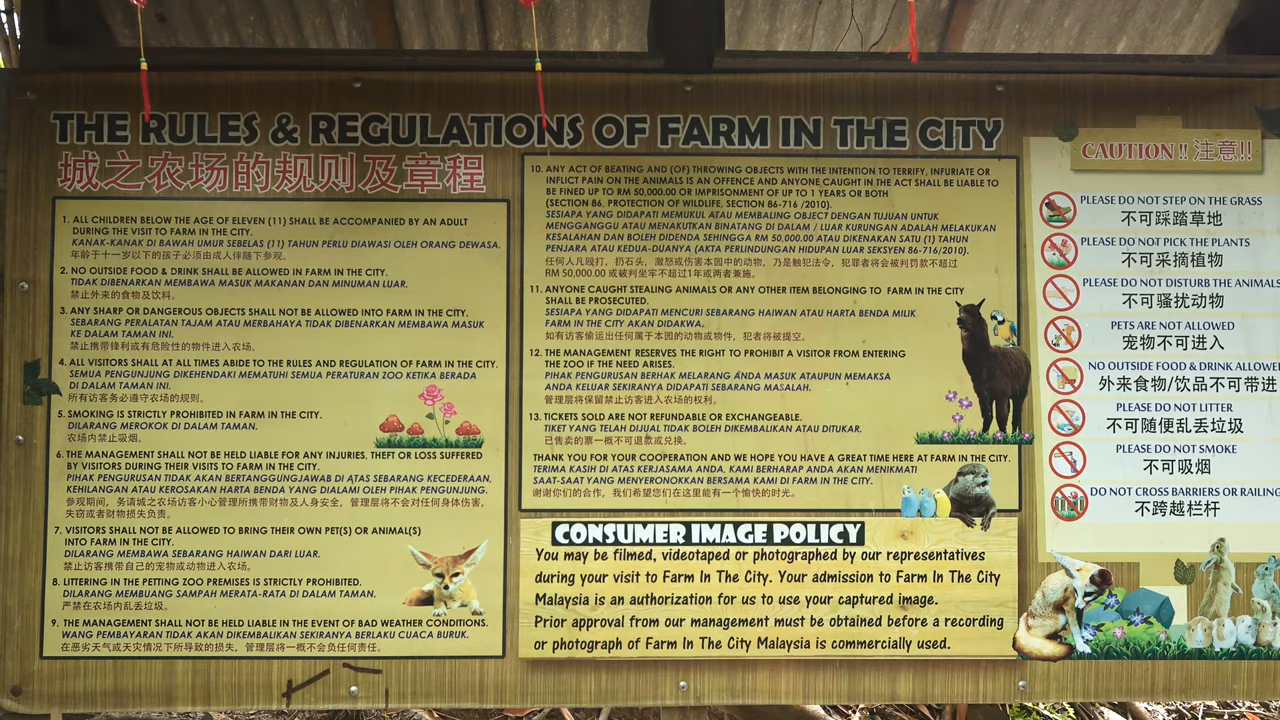 THE RULES & REGULATIONS OF FARM IN THE CITY
城之农场的规则及章程
1. ALL CHILDREN BELOW THE AGE OF ELEVEN (11) SHALL BE ACCOMPANIED BY AN ADULT
DURING THE VISIT TO FARM IN THE CITY.
KANAK-KANAK DI BAWAH UMUR SEBELAS (11) TAHUN PERLU DIAWASI OLEH ORANG DEWASA.
年龄于十一岁以下的孩子必须由成人伴随下参观。
2. NO OUTSIDE FOOD & DRINK SHALL BE ALLOWED IN FARM IN THE CITY.
TIDAK DIBENARKAN MEMBAWA MASUK MAKANAN DAN MINUMAN LUAR.
禁止外来的食物及饮料。
3. ANY SHARP OR DANGEROUS OBJECTS SHALL NOT BE ALLOWED INTO FARM IN THE CITY.
SEBARANG PERALATAN TAJAM ATAU MERBAHAYA TIDAK DIBENARKAN MEMBAWA MASUK
KE DALAM TAMAN INI.
禁止携带锋利或有危险性的物件进入农场。
4. ALL VISITORS SHALL AT ALL TIMES ABIDE TO THE RULES AND REGULATION OF FARM IN THE CITY.
SEMUA PENGUNJUNG DIKEHENDAKI MEMATUHI SEMUA PERATURAN ZOO KETIKA BERADA
DI DALAM TAMAN INI.
所有访客务必遵守农场的规则。
5. SMOKING IS STRICTLY PROHIBITED IN FARM IN THE CITY.
DILARANG MEROKOK DI DALAM TAMAN.
农场内禁止吸烟。
6. THE MANAGEMENT SHALL NOT BE HELD LIABLE FOR ANY INJURIES, THEFT OR LOSS SUFFERED
BY VISITORS DURING THEIR VISITS TO FARM IN THE CITY.
PIHAK PENGURUSAN TIDAK AKAN BERTANGGUNGJAWAB DI ATAS SEBARANG KECEDERAAN,
KEHILANGAN ATAU KEROSAKAN HARTA BENDA YANG DIALAMI OLEH PIHAK PENGUNJUNG.
参观期间，务请城之农场访客小心管理所携带财物及人身安全，管理层将不会对任何身体伤害，
失窃或者财物损失负责。
7. VISITORS SHALL NOT BE ALLOWED TO BRING THEIR OWN PET(S) OR ANIMAL(S)
INTO FARM IN THE CITY.
DILARANG MEMBAWA SEBARANG HAIWAN DARI LUAR.
禁止访客携带自己的宠物或动物进入农场。
8. LITTERING IN THE PETTING ZOO PREMISES IS STRICTLY PROHIBITED.
DILARANG MEMBUANG SAMPAH MERATA-RATA DI DALAM TAMAN.
严禁在农场内乱丢垃圾。
9. THE MANAGEMENT SHALL NOT BE HELD LIABLE IN THE EVENT OF BAD WEATHER CONDITIONS.
WANG PEMBAYARAN TIDAK AKAN DIKEMBALIKAN SEKIRANYA BERLAKU CUACA BURUK.
在恶劣天气或天灾情况下所导致的损失，管理层将一概不会负任何责任。
10. ANY ACT OF BEATING AND (OF) THROWING OBJECTS WITH THE INTENTION TO TERRIFY, INFURIATE OR
INFLICT PAIN ON THE ANIMALS IS AN OFFENCE AND ANYONE CAUGHT IN THE ACT SHALL BE LIABLE TO
BE FINED UP TO RM 50,000.00 OR IMPRISONMENT OF UP TO 1 YEARS OR BOTH
(SECTION 86, PROTECTION OF WILDLIFE, SECTION 86-716 /2010).
SESIAPA YANG DIDAPATI MEMUKUL ATAU MEMBALING OBJECT DENGAN TUJUAN UNTUK
MENGGANGGU ATAU MENAKUTKAN BINATANG DI DALAM / LUAR KURUNGAN ADALAH MELAKUKAN
KESALAHAN DAN BOLEH DIDENDA SEHINGGA RM 50,000.00 ATAU DIKENAKAN SATU (1) TAHUN
PENJARA ATAU KEDUA-DUANYA (AKTA PERLINDUNGAN HIDUPAN LUAR SEKSYEN 86-716/2010).
任何人凡殴打，扔石头，激怒或伤害本园中的动物，乃是触犯法令，犯罪者将会被判罚款不超过
RM 50,000.00 或被判坐牢不超过1年或两者兼施。
11. ANYONE CAUGHT STEALING ANIMALS OR ANY OTHER ITEM BELONGING TO FARM IN THE CITY
SHALL BE PROSECUTED.
SESIAPA YANG DIDAPATI MENCURI SEBARANG HAIWAN ATAU HARTA BENDA MILIK
FARM IN THE CITY AKAN DIDAKWA.
如有访客偷运出任何属于本园的动物或物件，犯者将会被提空。
12. THE MANAGEMENT RESERVES THE RIGHT TO PROHIBIT A VISITOR FROM ENTERING
THE ZOO IF THE NEED ARISES.
PIHAK PENGURUSAN BERHAK MELARANG ANDA MASUK ATAUPUN MEMAKSA
ANDA KELUAR SEKIRANYA DIDAPATI SEBARANG MASALAH.
管理层将保留禁止访客进入农场的权利。
13. TICKETS SOLD ARE NOT REFUNDABLE OR EXCHANGEABLE.
TIKET YANG TELAH DIJUAL TIDAK BOLEH DIKEMBALIKAN ATAU DITUKAR.
已售卖的票一概不可退款或兑换。
THANK YOU FOR YOUR COOPERATION AND WE HOPE YOU HAVE A GREAT TIME HERE AT FARM IN THE CITY.
TERIMA KASIH DI ATAS KERJASAMA ANDA, KAMI BERHARAP ANDA AKAN MENIKMATI
SAAT-SAAT YANG MENYERONOKKAN BERSAMA KAMI DI FARM IN THE CITY.
谢谢你们的合作，我们希望您们在这里能有一个愉快的时光。
CONSUMER IMAGE POLICY
You may be filmed, videotaped or photographed by our representatives
during your visit to Farm In The City. Your admission to Farm In The City
Malaysia is an authorization for us to use your captured image.
Prior approval from our management must be obtained before a recording
or photograph of Farm In The City Malaysia is commercially used.
CAUTION !! 注意!!
PLEASE DO NOT STEP ON THE GRASS
不可踩踏草地
PLEASE DO NOT PICK THE PLANTS
不可采摘植物
PLEASE DO NOT DISTURB THE ANIMALS
不可骚扰动物
PETS ARE NOT ALLOWED
宠物不可进入
NO OUTSIDE FOOD & DRINK ALLOWED
外来食物/饮品不可带进
PLEASE DO NOT LITTER
不可随便乱丢垃圾
PLEASE DO NOT SMOKE
不可吸烟
DO NOT CROSS BARRIERS OR RAILING
不跨越栏杆